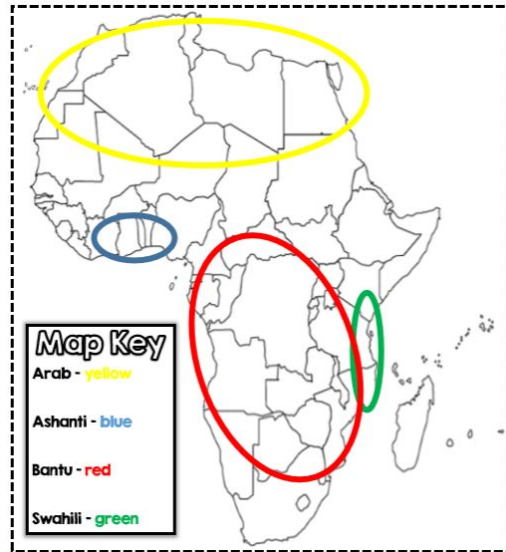 Map Key
Arab - yellow
Ashanti - blue
Bantu - red
Swahili - green